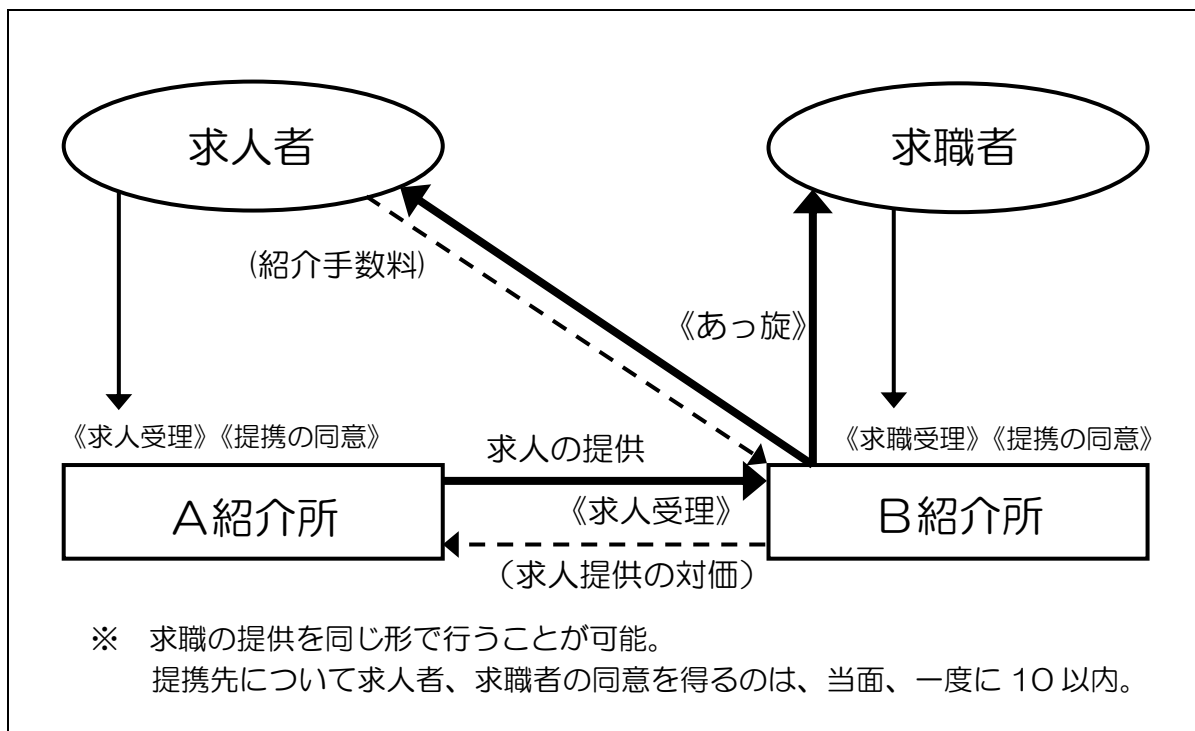 求人者
求職者
(紹介手数料)
《あっ旋》
《求人受理》《提携の同意》
《求職受理》《提携の同意》
求人の提供
A紹介所
《求人受理》
B紹介所
(求人提供の対価)
※　求職の提供を同じ形で行うことが可能。
提携先について求人者、求職者の同意を得るのは、当面、一度に 10 以内。